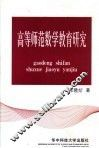 高等师范数学教育研究
gaodeng shifan
shuxue jiaoyu yanjiu
著
华中师范大学出版社